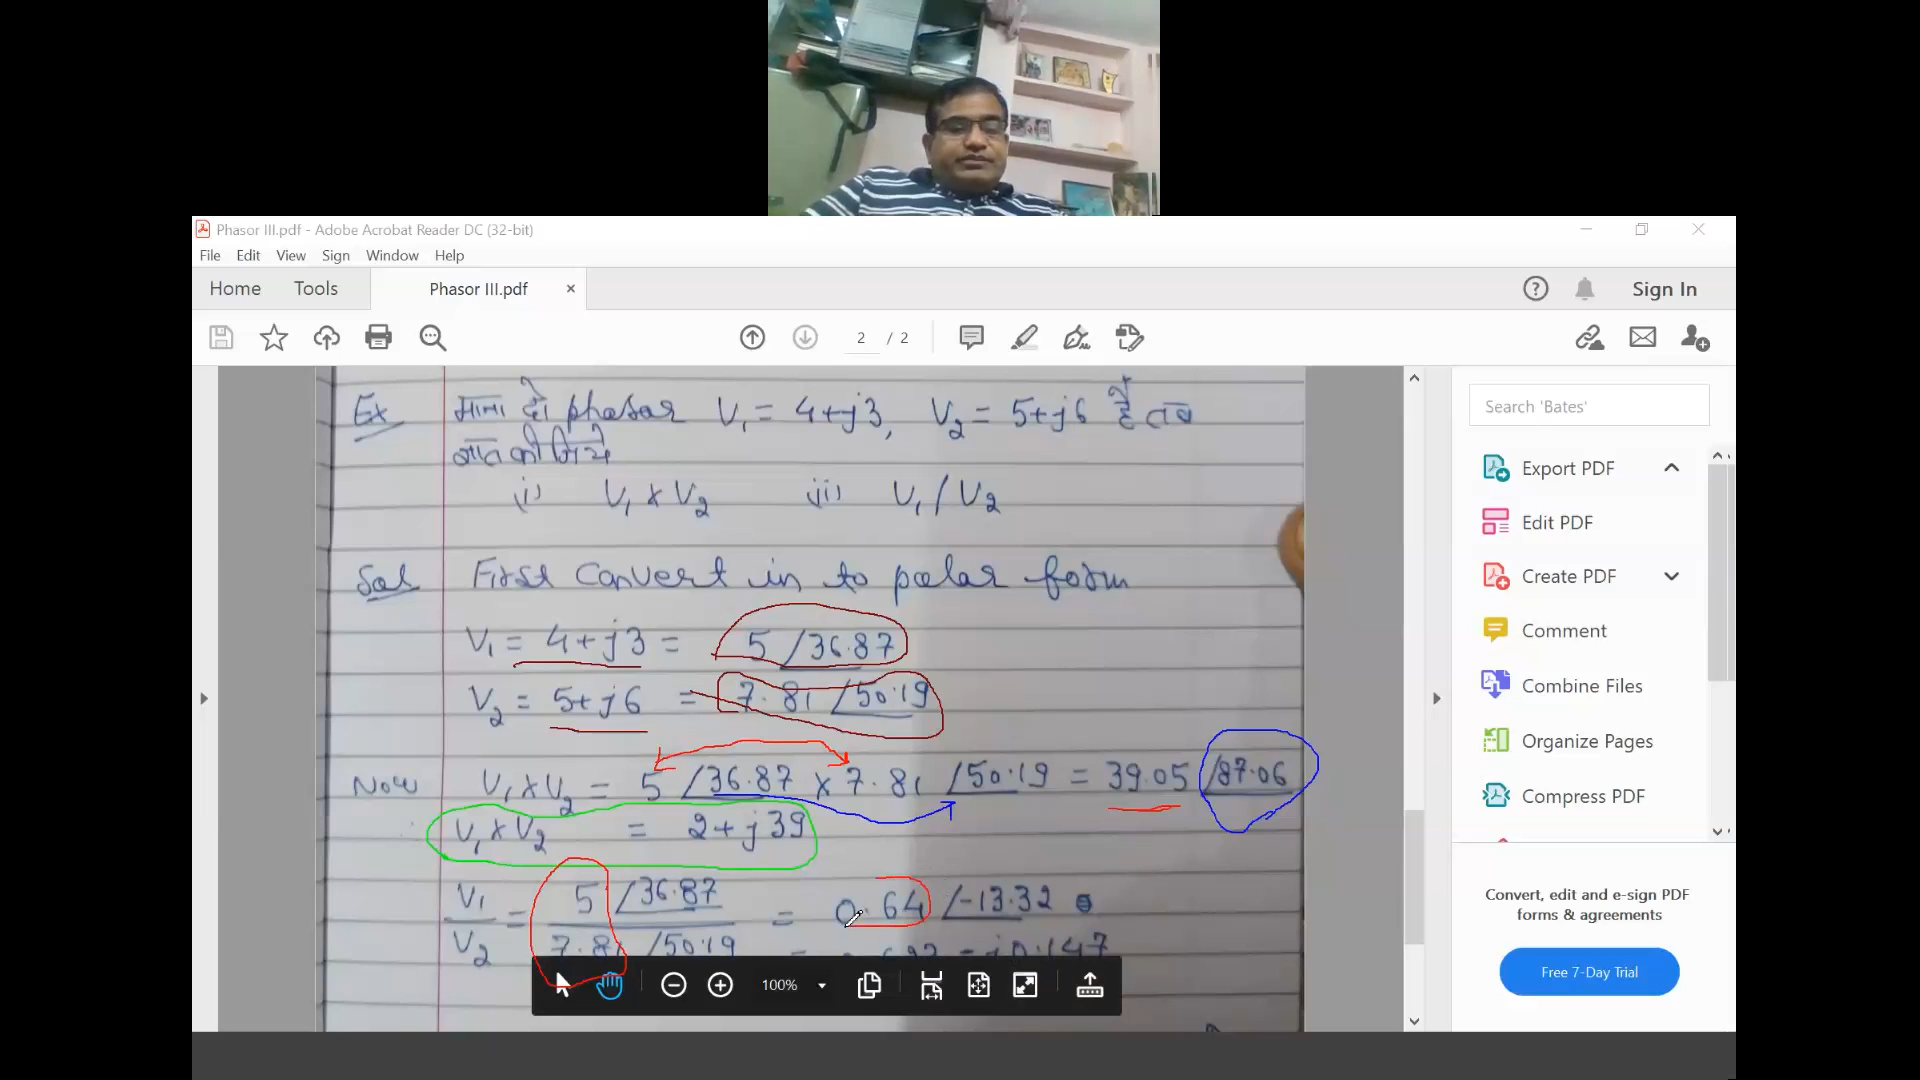 Phasor III.pdf - Adobe Acrobat Reader DC (32-bit)
File Edit View Sign Window Help
Home Tools Phasor III.pdf × ? Sign In
2 / 2
Ex माना दो phasor V₁ = 4+j3, V₂ = 5+j6 हैं तब
ज्ञात कीजिये
(i) V₁ x V₂ (ii) V₁ / V₂
Sol First Convert in to polar form
V₁ = 4+j3 = 5 /36.87
V₂ = 5+j6 = 7.81 /50.19
Now V₁ x V₂ = 5 /36.87 x 7.81 /50.19 = 39.05 /87.06
V₁ x V₂ = 2+j39
V₁/V₂ = 5 /36.87 / 7.81 /50.19 = 0.64 /-13.32
= - j0.147
100%
Search 'Bates'
Export PDF
Edit PDF
Create PDF
Comment
Combine Files
Organize Pages
Compress PDF
Convert, edit and e-sign PDF
forms & agreements
Free 7-Day Trial